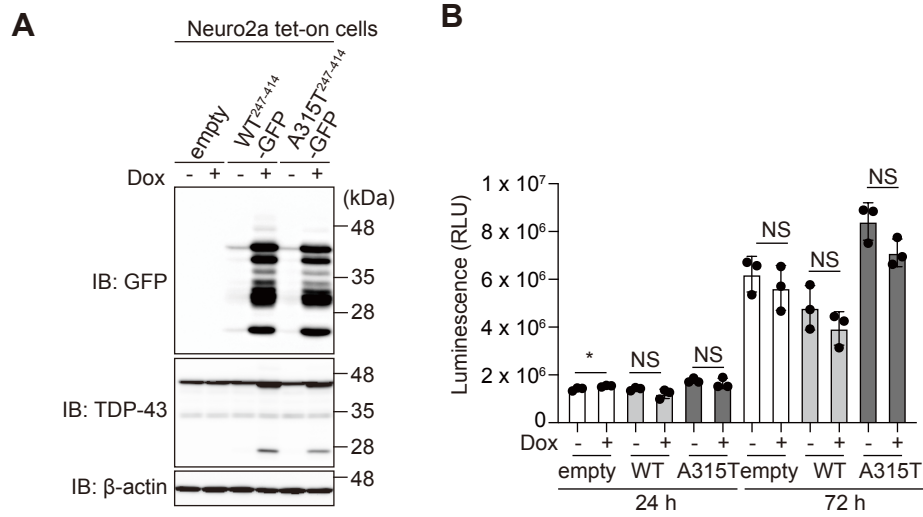 A
Neuro2a tet-on cells
empty
WT²⁴⁷⁻⁴¹⁴
-GFP
A315T²⁴⁷⁻⁴¹⁴
-GFP
Dox - + - + - +
(kDa)
IB: GFP
48
35
28
IB: TDP-43
48
35
28
IB: β-actin
48
B
Luminescence (RLU)
1 x 10⁷
8 x 10⁶
6 x 10⁶
4 x 10⁶
2 x 10⁶
0
* NS NS NS NS NS
Dox - + - + - + - + - + - +
empty WT A315T empty WT A315T
24 h 72 h